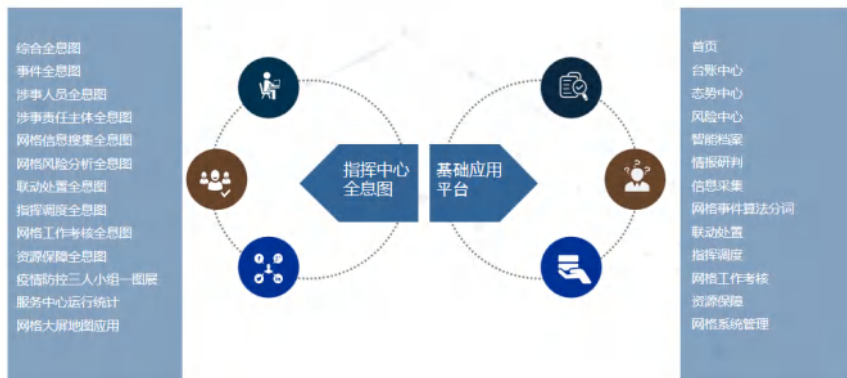 综合全息图
事件全息图
涉事人员全息图
涉事责任主体全息图
网格信息搜集全息图
网格风险分析全息图
联动处置全息图
指挥调度全息图
网格工作考核全息图
资源保障全息图
疫情防控三人小组一图展
服务中心运行统计
网格大屏地图应用
指挥中心
全息图
基础应用
平台
首页
台账中心
态势中心
风险中心
智能档案
情报研判
信息采集
网格事件算法分词
联动处置
指挥调度
网格工作考核
资源保障
网格系统管理